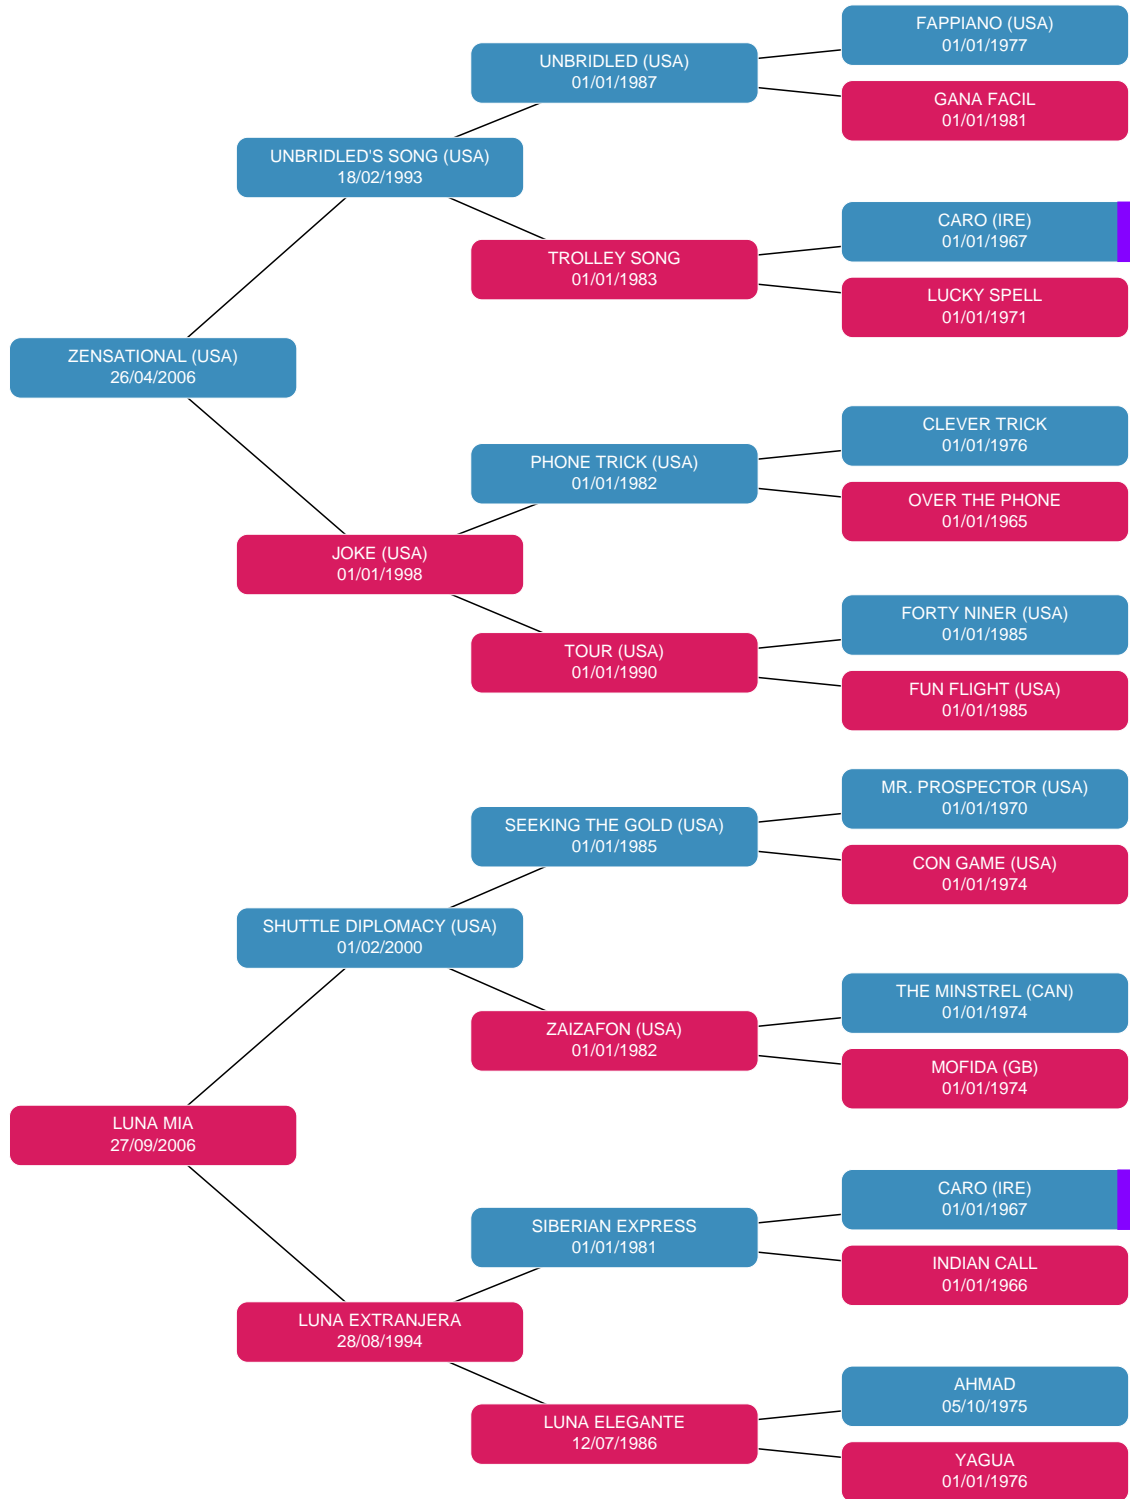 FAPPIANO (USA)
01/01/1977
UNBRIDLED (USA)
01/01/1987
GANA FACIL
01/01/1981
UNBRIDLED'S SONG (USA)
18/02/1993
CARO (IRE)
01/01/1967
TROLLEY SONG
01/01/1983
LUCKY SPELL
01/01/1971
ZENSATIONAL (USA)
26/04/2006
CLEVER TRICK
01/01/1976
PHONE TRICK (USA)
01/01/1982
OVER THE PHONE
01/01/1965
JOKE (USA)
01/01/1998
FORTY NINER (USA)
01/01/1985
TOUR (USA)
01/01/1990
FUN FLIGHT (USA)
01/01/1985
MR. PROSPECTOR (USA)
01/01/1970
SEEKING THE GOLD (USA)
01/01/1985
CON GAME (USA)
01/01/1974
SHUTTLE DIPLOMACY (USA)
01/02/2000
THE MINSTREL (CAN)
01/01/1974
ZAIZAFON (USA)
01/01/1982
MOFIDA (GB)
01/01/1974
LUNA MIA
27/09/2006
CARO (IRE)
01/01/1967
SIBERIAN EXPRESS
01/01/1981
INDIAN CALL
01/01/1966
LUNA EXTRANJERA
28/08/1994
AHMAD
05/10/1975
LUNA ELEGANTE
12/07/1986
YAGUA
01/01/1976